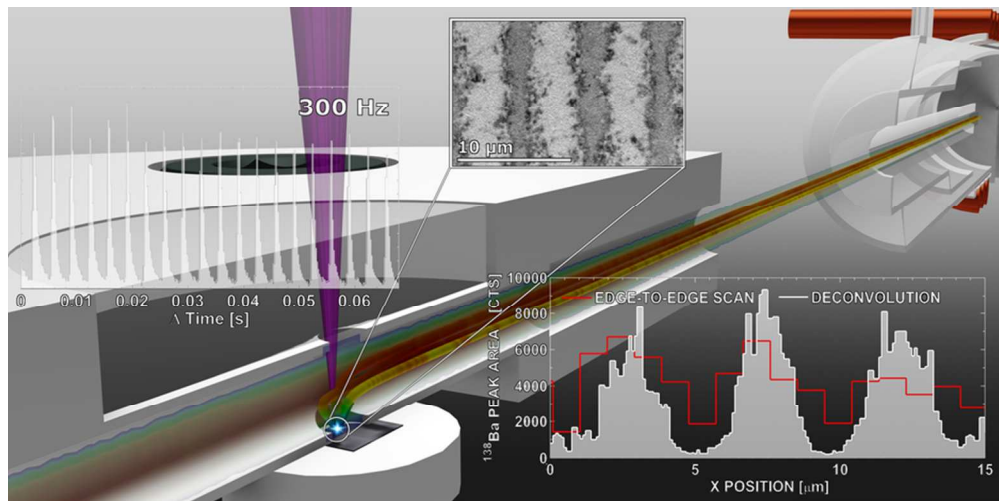 300 Hz
10 μm
0 0.01 0.02 0.03 0.04 0.05 0.06
Δ Time [s]
10000
EDGE-TO-EDGE SCAN DECONVOLUTION
8000
6000
4000
2000
0
¹³⁸Ba PEAK AREA [CTS]
0 5 10 15
X POSITION [μm]